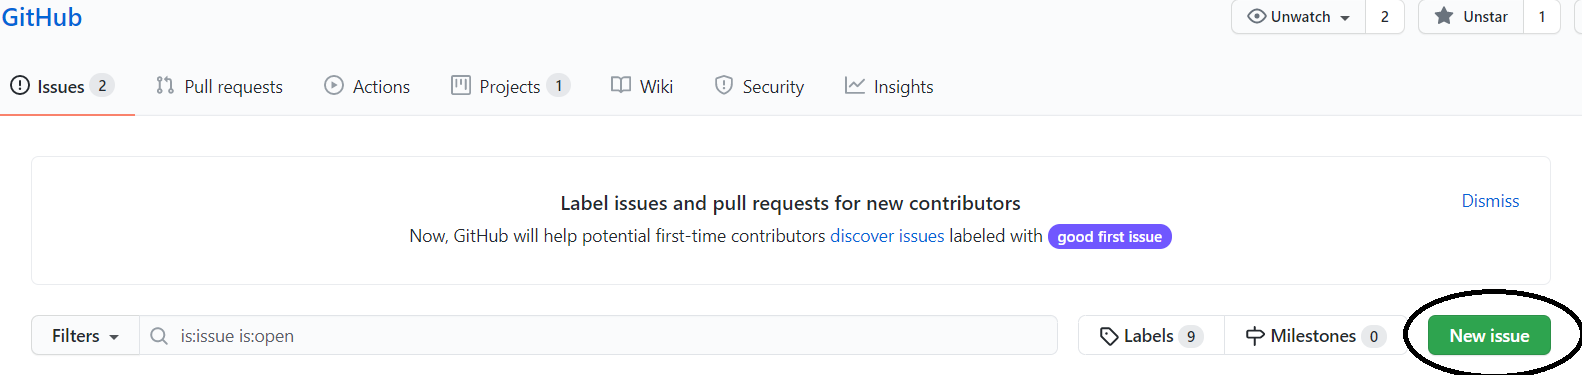 GitHub
Unwatch 2 Unstar 1
Issues 2 Pull requests Actions Projects 1 Wiki Security Insights
Label issues and pull requests for new contributors
Dismiss
Now, GitHub will help potential first-time contributors discover issues labeled with good first issue
Filters is:issue is:open Labels 9 Milestones 0 New issue